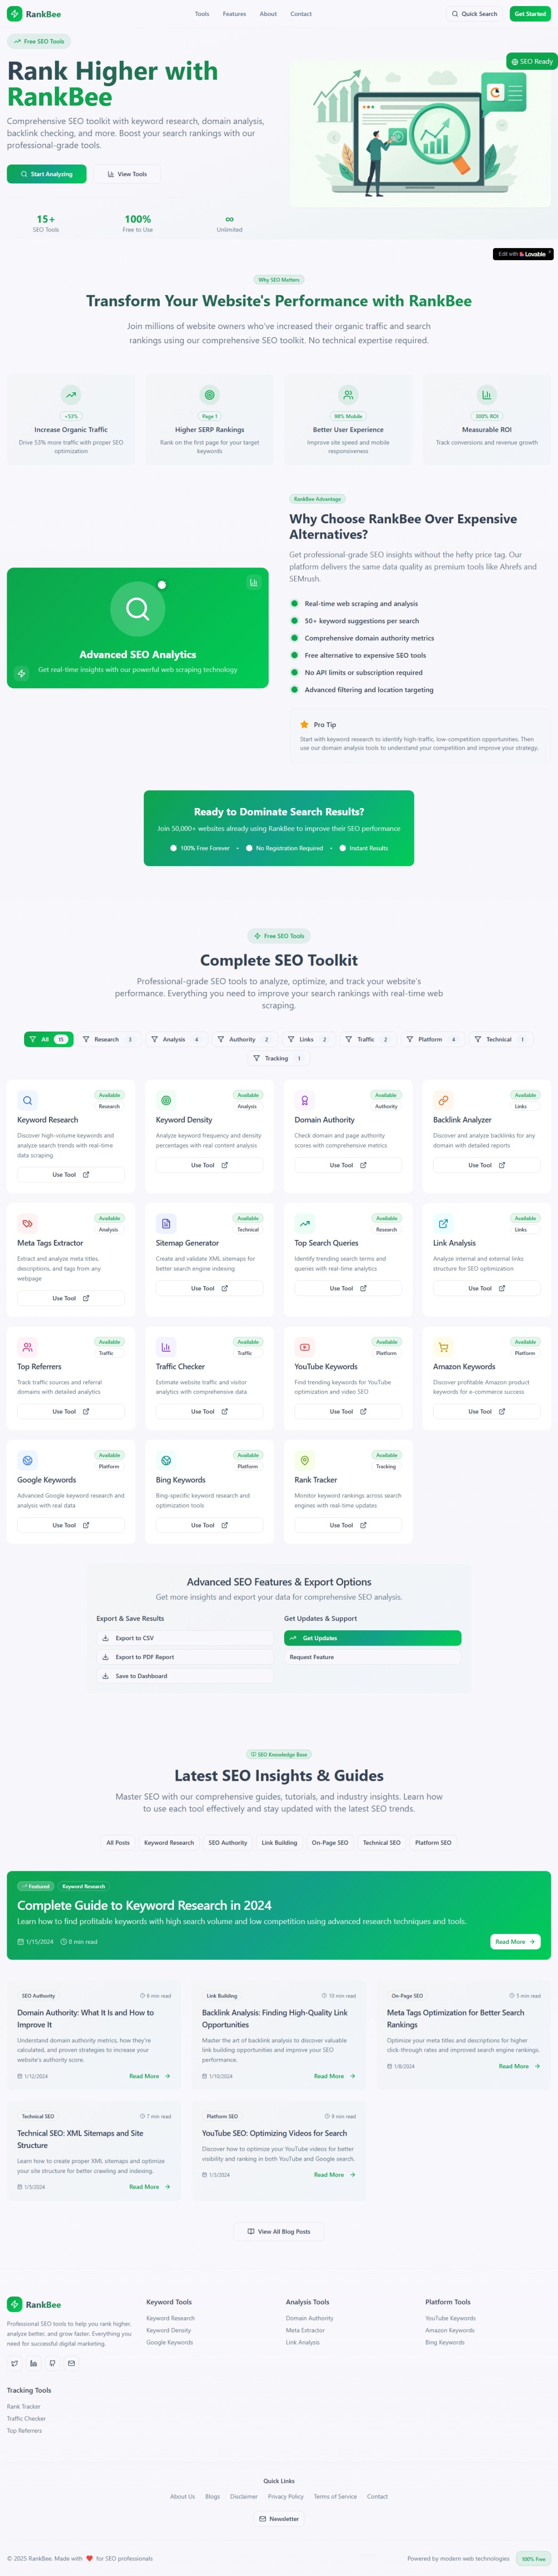 RankBee
Tools
Features
About
Contact
Quick Search
Get Started
Free SEO Tools
Rank Higher with
RankBee
Comprehensive SEO toolkit with keyword research, domain analysis,
backlink checking, and more. Boost your search rankings with our
professional-grade tools.
Start Analyzing
View Tools
15+
SEO Tools
100%
Free to Use
∞
Unlimited
SEO Ready
Edit with Lovable ×
Why SEO Matters
Transform Your Website's Performance with RankBee
Join millions of website owners who've increased their organic traffic and search
rankings using our comprehensive SEO toolkit. No technical expertise required.
+53%
Increase Organic Traffic
Drive 53% more traffic with proper SEO
optimization
Page 1
Higher SERP Rankings
Rank on the first page for your target
keywords
98% Mobile
Better User Experience
Improve site speed and mobile
responsiveness
300% ROI
Measurable ROI
Track conversions and revenue growth
Advanced SEO Analytics
Get real-time insights with our powerful web scraping technology
RankBee Advantage
Why Choose RankBee Over Expensive
Alternatives?
Get professional-grade SEO insights without the hefty price tag. Our
platform delivers the same data quality as premium tools like Ahrefs and
SEMrush.
Real-time web scraping and analysis
50+ keyword suggestions per search
Comprehensive domain authority metrics
Free alternative to expensive SEO tools
No API limits or subscription required
Advanced filtering and location targeting
Pro Tip
Start with keyword research to identify high-traffic, low-competition opportunities. Then
use our domain analysis tools to understand your competition and improve your strategy.
Ready to Dominate Search Results?
Join 50,000+ websites already using RankBee to improve their SEO performance
100% Free Forever • No Registration Required • Instant Results
Free SEO Tools
Complete SEO Toolkit
Professional-grade SEO tools to analyze, optimize, and track your website's
performance. Everything you need to improve your search rankings with real-time web
scraping.
All 15
Research 3
Analysis 4
Authority 2
Links 2
Traffic 2
Platform 4
Technical 1
Tracking 1
Available
Research
Keyword Research
Discover high-volume keywords and
analyze search trends with real-time
data scraping
Use Tool
Available
Analysis
Keyword Density
Analyze keyword frequency and density
percentages with real content analysis
Use Tool
Available
Authority
Domain Authority
Check domain and page authority
scores with comprehensive metrics
Use Tool
Available
Links
Backlink Analyzer
Discover and analyze backlinks for any
domain with detailed reports
Use Tool
Available
Analysis
Meta Tags Extractor
Extract and analyze meta titles,
descriptions, and tags from any
webpage
Use Tool
Available
Technical
Sitemap Generator
Create and validate XML sitemaps for
better search engine indexing
Use Tool
Available
Research
Top Search Queries
Identify trending search terms and
queries with real-time analytics
Use Tool
Available
Links
Link Analysis
Analyze internal and external links
structure for SEO optimization
Use Tool
Available
Traffic
Top Referrers
Track traffic sources and referral
domains with detailed analytics
Use Tool
Available
Traffic
Traffic Checker
Estimate website traffic and visitor
analytics with comprehensive data
Use Tool
Available
Platform
YouTube Keywords
Find trending keywords for YouTube
optimization and video SEO
Use Tool
Available
Platform
Amazon Keywords
Discover profitable Amazon product
keywords for e-commerce success
Use Tool
Available
Platform
Google Keywords
Advanced Google keyword research and
analysis with real data
Use Tool
Available
Platform
Bing Keywords
Bing-specific keyword research and
optimization tools
Use Tool
Available
Tracking
Rank Tracker
Monitor keyword rankings across search
engines with real-time updates
Use Tool
Advanced SEO Features & Export Options
Get more insights and export your data for comprehensive SEO analysis.
Export & Save Results
Export to CSV
Export to PDF Report
Save to Dashboard
Get Updates & Support
Get Updates
Request Feature
SEO Knowledge Base
Latest SEO Insights & Guides
Master SEO with our comprehensive guides, tutorials, and industry insights. Learn how
to use each tool effectively and stay updated with the latest SEO trends.
All Posts
Keyword Research
SEO Authority
Link Building
On-Page SEO
Technical SEO
Platform SEO
Featured
Keyword Research
Complete Guide to Keyword Research in 2024
Learn how to find profitable keywords with high search volume and low competition using advanced research techniques and tools.
1/15/2024
8 min read
Read More
SEO Authority
6 min read
Domain Authority: What It Is and How to
Improve It
Understand domain authority metrics, how they're
calculated, and proven strategies to increase your
website's authority score.
1/12/2024
Read More
Link Building
10 min read
Backlink Analysis: Finding High-Quality Link
Opportunities
Master the art of backlink analysis to discover valuable
link building opportunities and improve your SEO
performance.
1/10/2024
Read More
On-Page SEO
5 min read
Meta Tags Optimization for Better Search
Rankings
Optimize your meta titles and descriptions for higher
click-through rates and improved search engine rankings.
1/8/2024
Read More
Technical SEO
7 min read
Technical SEO: XML Sitemaps and Site
Structure
Learn how to create proper XML sitemaps and optimize
your site structure for better crawling and indexing.
1/5/2024
Read More
Platform SEO
9 min read
YouTube SEO: Optimizing Videos for Search
Discover how to optimize your YouTube videos for better
visibility and ranking in both YouTube and Google search.
1/3/2024
Read More
View All Blog Posts
RankBee
Professional SEO tools to help you rank higher,
analyze better, and grow faster. Everything you
need for successful digital marketing.
Keyword Tools
Keyword Research
Keyword Density
Google Keywords
Analysis Tools
Domain Authority
Meta Extractor
Link Analysis
Platform Tools
YouTube Keywords
Amazon Keywords
Bing Keywords
Tracking Tools
Rank Tracker
Traffic Checker
Top Referrers
Quick Links
About Us
Blogs
Disclaimer
Privacy Policy
Terms of Service
Contact
Newsletter
© 2025 RankBee. Made with ❤️ for SEO professionals
Powered by modern web technologies
100% Free